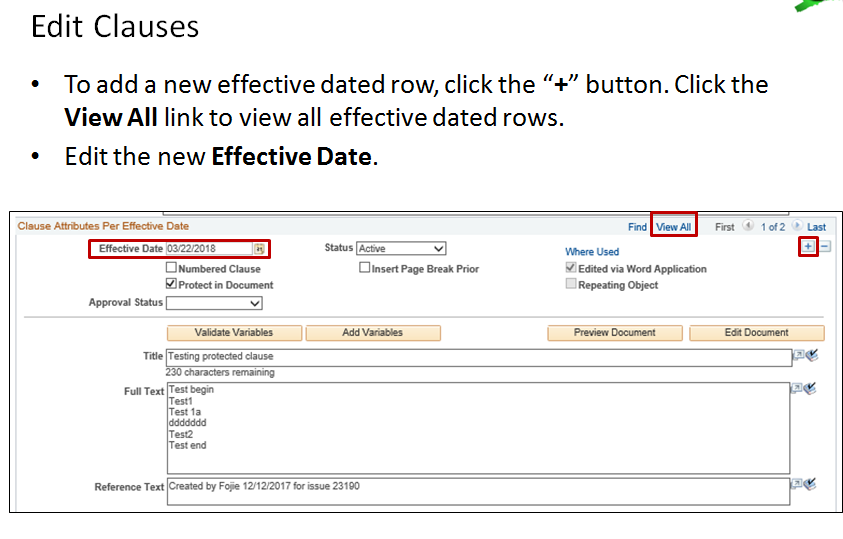 Edit Clauses
• To add a new effective dated row, click the “+” button. Click the
View All link to view all effective dated rows.
• Edit the new Effective Date.
Clause Attributes Per Effective Date Find View All First 1 of 2 Last
Effective Date 03/22/2018 Status Active Where Used + −
Numbered Clause Insert Page Break Prior Edited via Word Application
Protect in Document Repeating Object
Approval Status
Validate Variables Add Variables Preview Document Edit Document
Title Testing protected clause
230 characters remaining
Full Text Test begin
Test1
Test 1a
ddddddd
Test2
Test end
Reference Text Created by Fojie 12/12/2017 for issue 23190